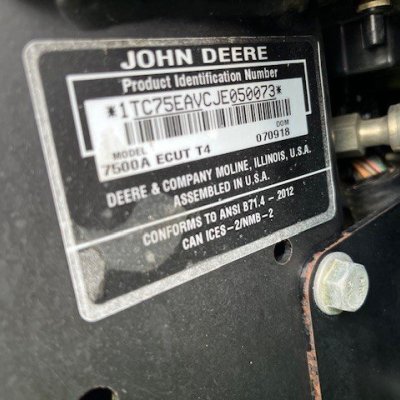 JOHN DEERE
Product Identification Number
*1TC75EAVCJE050073*
MODEL DOM
7500A ECUT T4 070918
DEERE & COMPANY MOLINE, ILLINOIS, U.S.A.
ASSEMBLED IN U.S.A.
CONFORMS TO ANSI B71.4 - 2012
CAN ICES-2/NMB-2